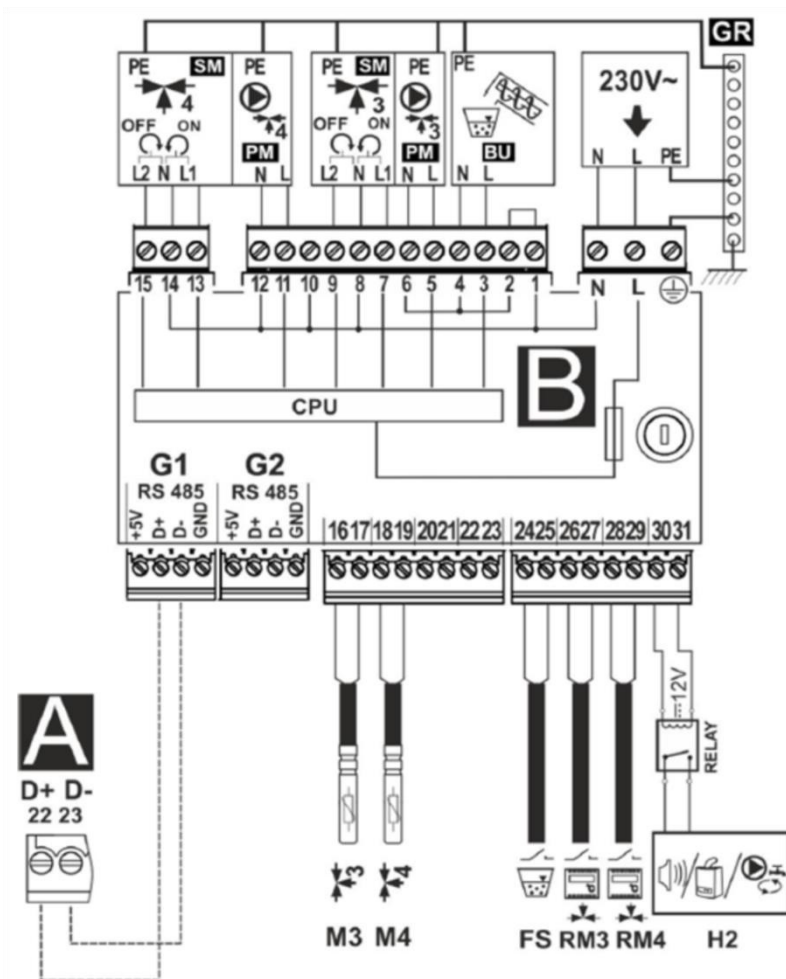 GR
PE SM PE PE SM PE PE 230V~
4 4 3 3
OFF ON OFF ON
PM PM BU
L2 N L1 N L L2 N L1 N L N L N L PE
15 14 13 12 11 10 9 8 7 6 5 4 3 2 1 N L
B
CPU
G1 G2
RS 485 RS 485
+5V D+ D- GND +5V D+ D- GND
16 17 18 19 20 21 22 23 24 25 26 27 28 29 30 31
12V
RELAY
A
D+ D-
22 23
3 4
M3 M4 FS RM3 RM4 H2